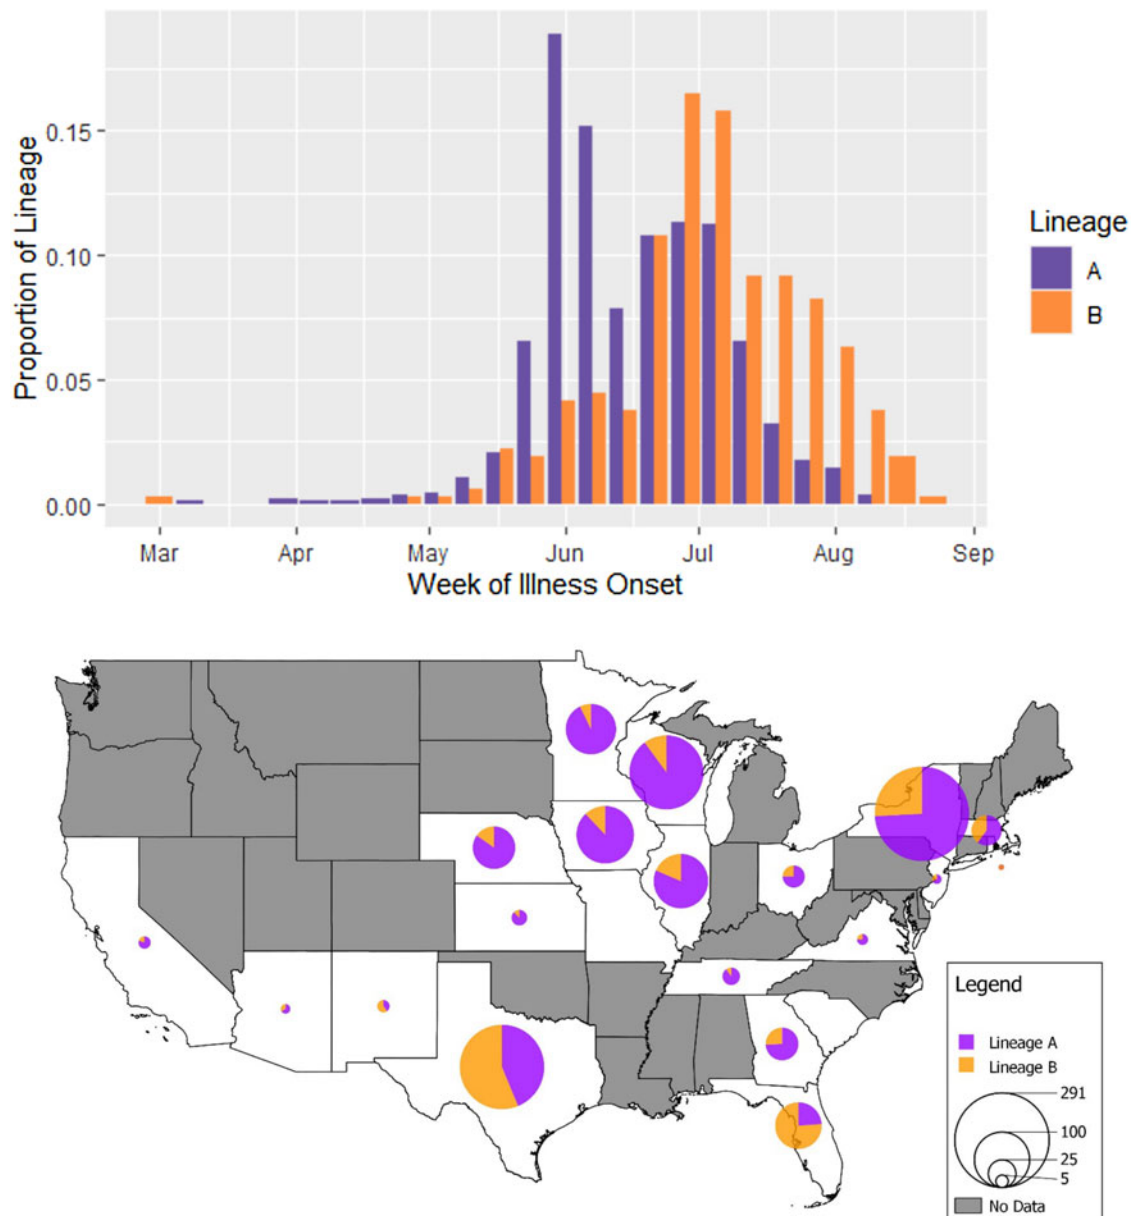 Proportion of Lineage
0.15
0.10
0.05
0.00
Mar Apr May Jun Jul Aug Sep
Week of Illness Onset
Lineage
A
B
Legend
Lineage A
Lineage B
291
100
25
5
No Data